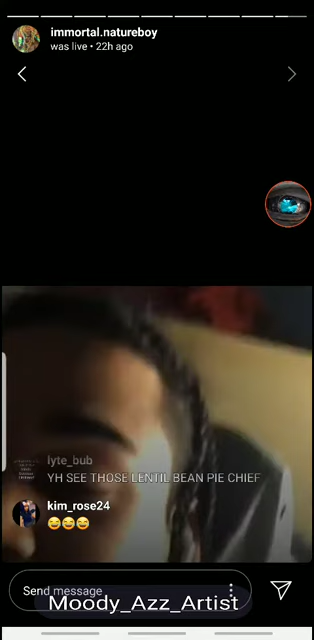 immortal.natureboy
was live • 22h ago
lyte_bub
YH SEE THOSE LENTIL BEAN PIE CHIEF
kim_rose24
😂😂😂
Send message
Moody_Azz_Artist